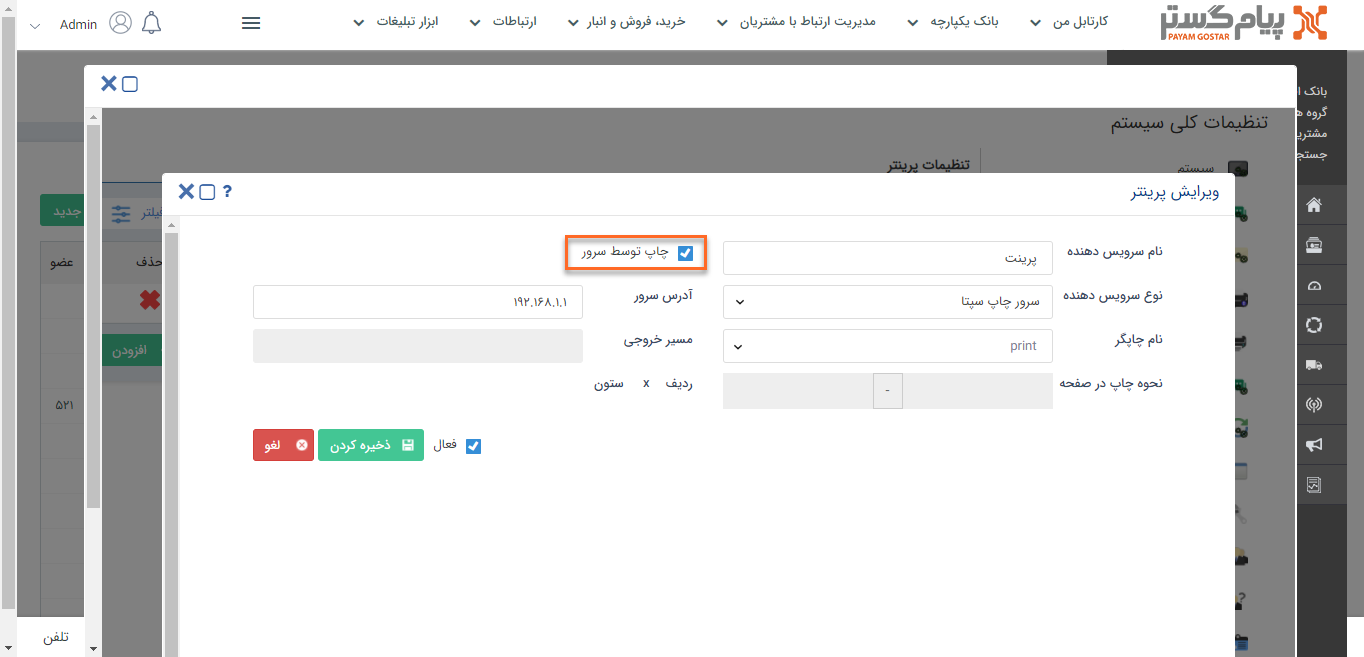 پیام گستر
PAYAM GOSTAR
کارتابل من
بانک یکپارچه
مدیریت ارتباط با مشتریان
خرید، فروش و انبار
ارتباطات
ابزار تبلیغات
Admin
بانک ا
گروه ه
مشتری
جستج
تنظیمات کلی سیستم
سیستم
تنظیمات پرینتر
جدید
فیلتر
عضو
حذف
افزودن
۵۲۱
تلفن
ویرایش پرینتر
?
نام سرویس دهنده
پرینت
چاپ توسط سرور
نوع سرویس دهنده
سرور چاپ سپتا
آدرس سرور
۱۹۲.۱۶۸.۱.۱
نام چاپگر
print
مسیر خروجی
نحوه چاپ در صفحه
-
ردیف x ستون
فعال
ذخیره کردن
لغو